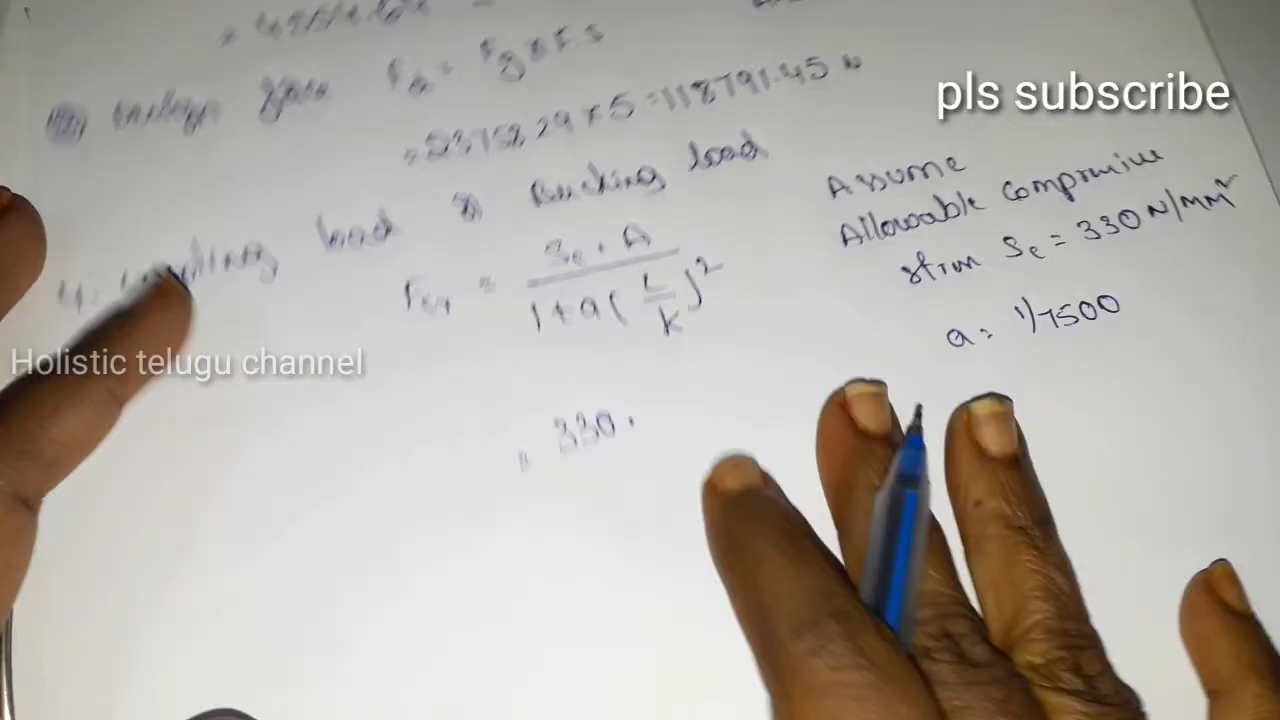 pls subscribe
F = F x F S
= 23758.29 x 5 = 118791.45 N
load Buckling load
Assume
Allowable Compressive
Sc = 330 N/MM²
Fcr = Sc . A / 1 + a ( L / K )²
a = 1/7500
Holistic telugu channel
= 330 .